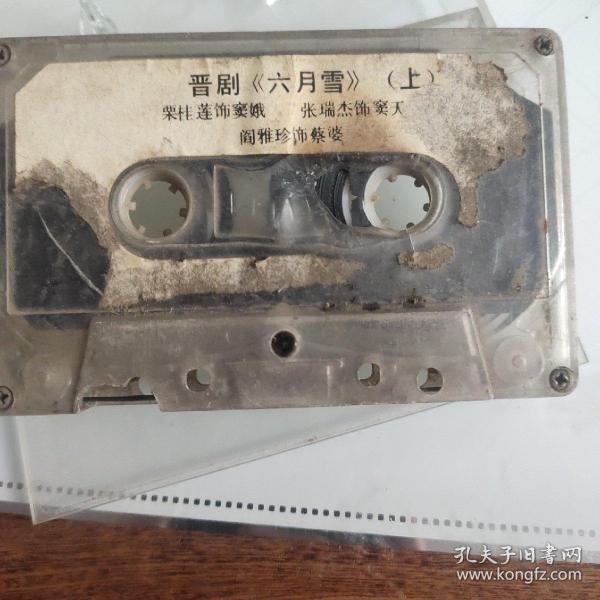 晋剧《六月雪》(上)
栗桂莲饰窦娥 张瑞杰饰窦天
阎雅珍饰蔡婆
孔夫子旧書网
www.kongfz.com